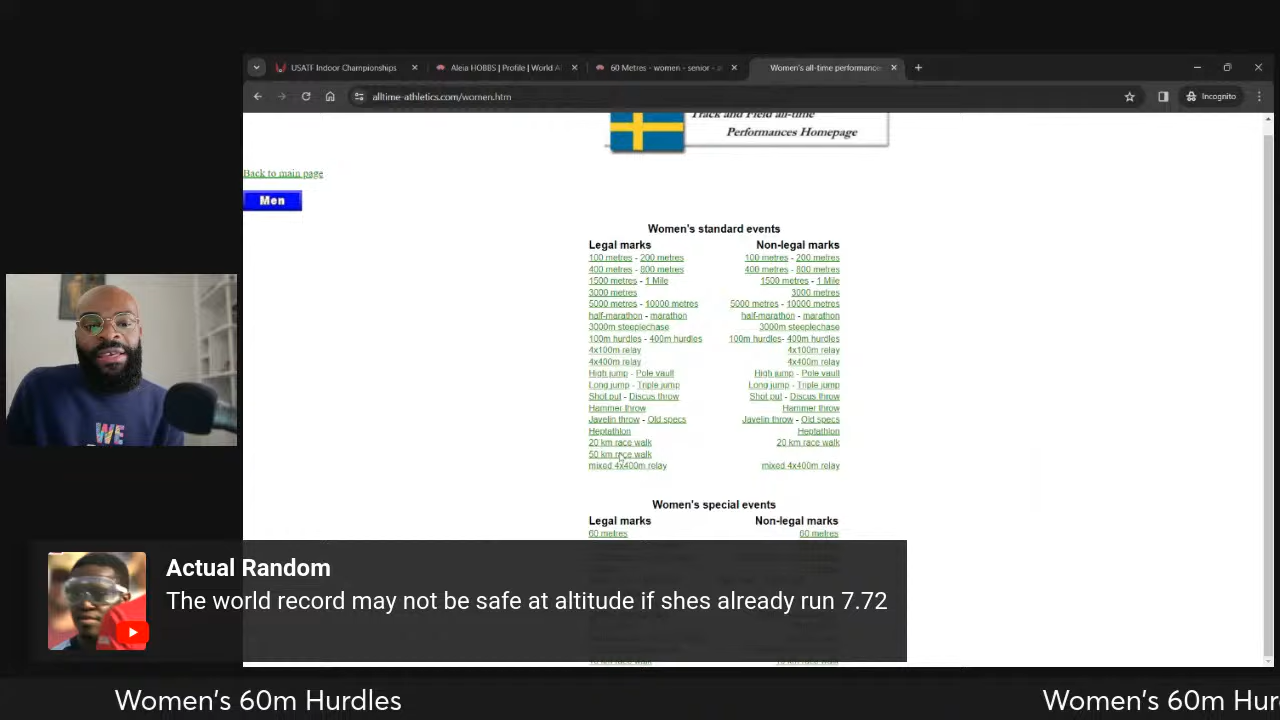 USATF Indoor Championships
Aleia HOBBS | Profile | World A
60 Metres - women - senior - a
Women's all-time performance
alltime-athletics.com/women.htm
Incognito
Track and Field all-time
Performances Homepage
Back to main page
Men
Women's standard events
Legal marks Non-legal marks
100 metres - 200 metres 100 metres - 200 metres
400 metres - 800 metres 400 metres - 800 metres
1500 metres - 1 Mile 1500 metres - 1 Mile
3000 metres 3000 metres
5000 metres - 10000 metres 5000 metres - 10000 metres
half-marathon - marathon half-marathon - marathon
3000m steeplechase 3000m steeplechase
100m hurdles - 400m hurdles 100m hurdles- 400m hurdles
4x100m relay 4x100m relay
4x400m relay 4x400m relay
High jump - Pole vault High jump - Pole vault
Long jump - Triple jump Long jump - Triple jump
Shot put - Discus throw Shot put - Discus throw
Hammer throw Hammer throw
Javelin throw - Old specs Javelin throw - Old specs
Heptathlon Heptathlon
20 km race walk 20 km race walk
50 km race walk
mixed 4x400m relay mixed 4x400m relay
Women's special events
Legal marks Non-legal marks
60 metres 60 metres
Actual Random
The world record may not be safe at altitude if shes already run 7.72
Women's 60m Hurdles Women's 60m Hur